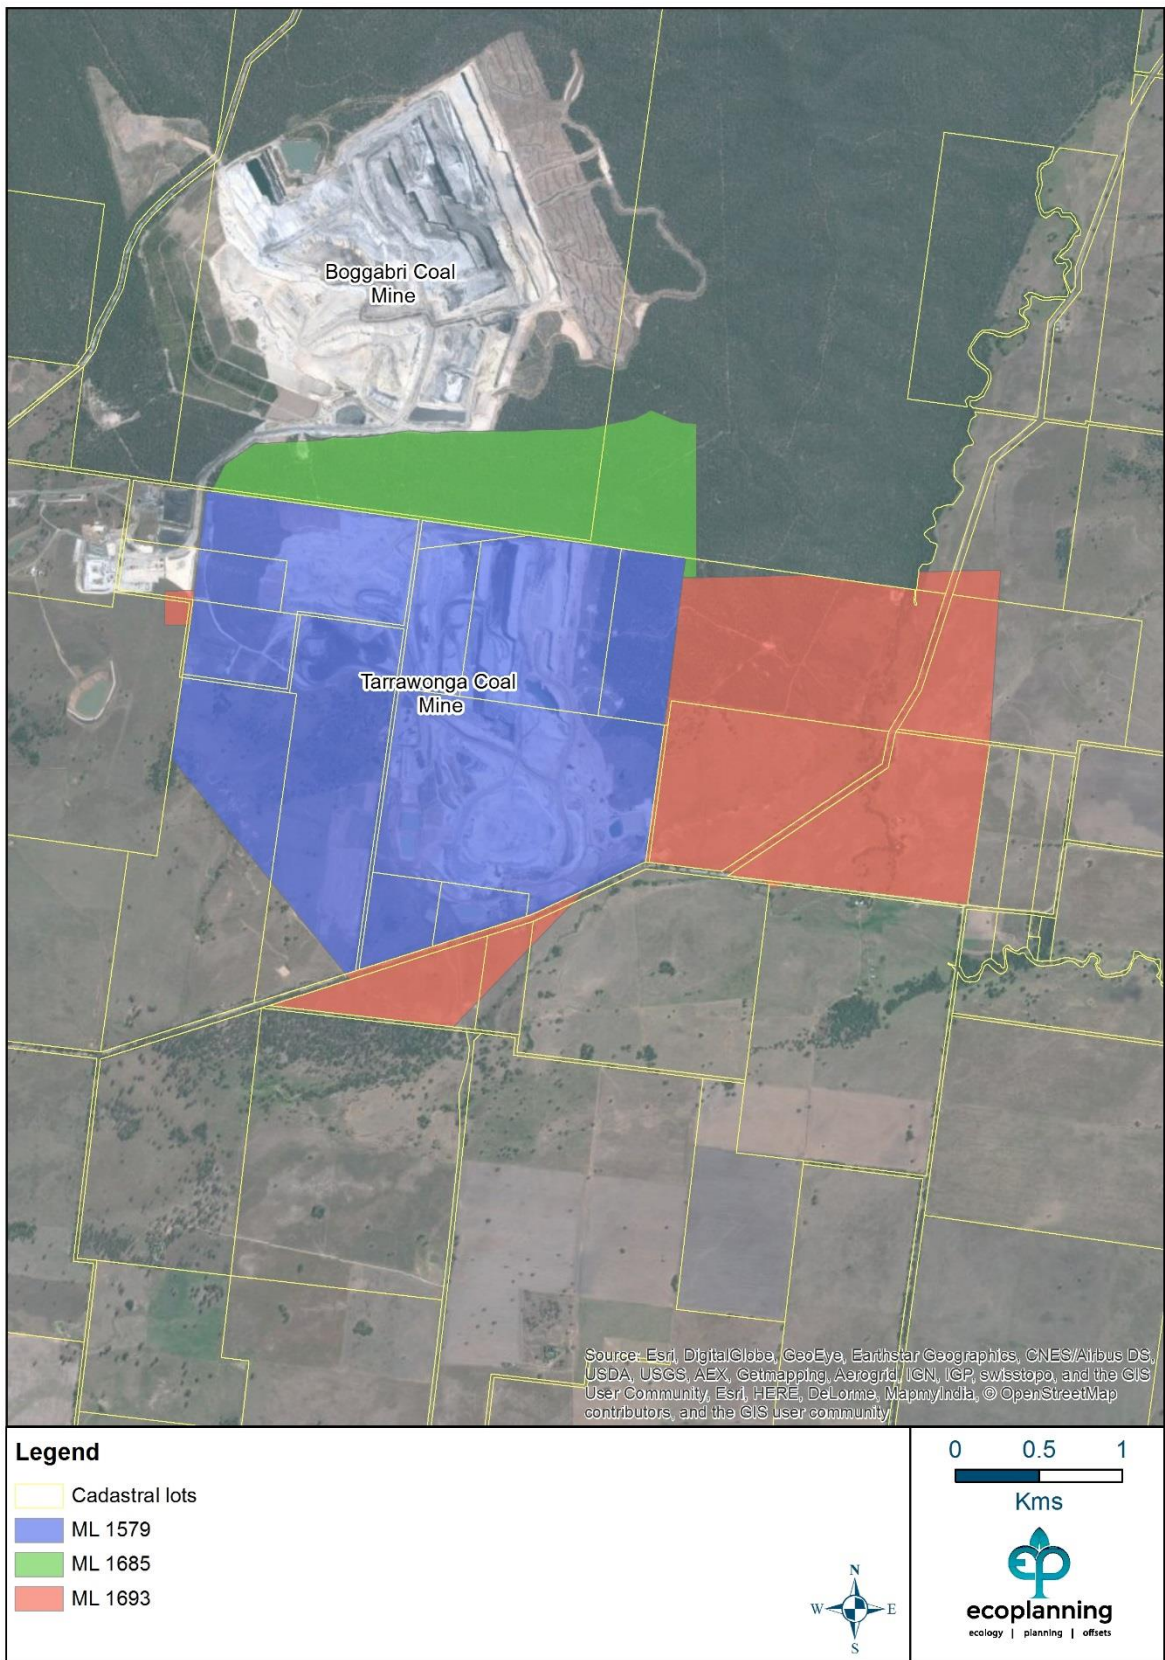 Boggabri Coal
Mine
Tarrawonga Coal
Mine
Source: Esri, DigitalGlobe, GeoEye, Earthstar Geographics, CNES/Airbus DS,
USDA, USGS, AEX, Getmapping, Aerogrid, IGN, IGP, swisstopo, and the GIS
User Community, Esri, HERE, DeLorme, MapmyIndia, © OpenStreetMap
contributors, and the GIS user community
Legend
Cadastral lots
ML 1579
ML 1685
ML 1693
N
W E
S
0 0.5 1
Kms
ep
ecoplanning
ecology | planning | offsets